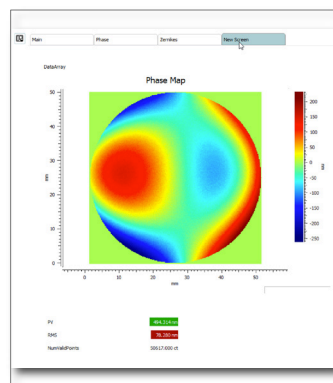 Main Phase Zernikes New Screen
DataArray
Phase Map
50
40
30
20
10
0
mm
0 10 20 30 40 50
mm
200
150
100
50
0
-50
-100
-150
-200
-250
nm
PV 484.314 nm
RMS 78.280 nm
NumValidPoints 30617.000 ct